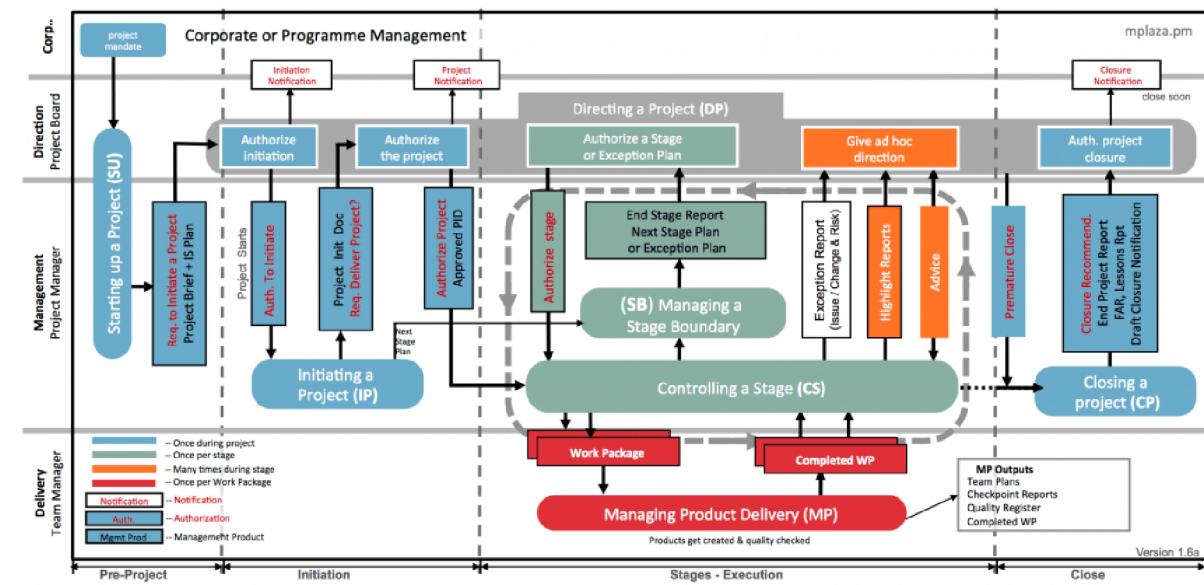 Corp..
project
mandate
Corporate or Programme Management
mplaza.pm
Initiation
Notification
Project
Notification
Closure
Notification
close soon
Direction
Project Board
Directing a Project (DP)
Authorize
initiation
Authorize
the project
Authorize a Stage
or Exception Plan
Give ad hoc
direction
Auth. project
closure
Management
Project Manager
Starting up a Project (SU)
Req. to Initiate a Project
Project Brief + IS Plan
Project Starts
Auth. To Initiate
Project Init Doc
Req. Deliver Project?
Authorize Project
Approved PID
Authorize stage
End Stage Report
Next Stage Plan
or Exception Plan
Exception Report
(Issue / Change & Risk)
Highlight Reports
Advice
Premature Close
Closure Recommend.
End Project Report
FAR, Lessons Rpt
Draft Closure Notification
(SB) Managing a
Stage Boundary
Next
Stage
Plan
Initiating a
Project (IP)
Controlling a Stage (CS)
Closing a
project (CP)
Delivery
Team Manager
-- Once during project
-- Once per stage
-- Many times during stage
-- Once per Work Package
Notification -- Notification
Auth. -- Authorization
Mgmt Prod -- Management Product
Work Package
Completed WP
Managing Product Delivery (MP)
Products get created & quality checked
MP Outputs
Team Plans
Checkpoint Reports
Quality Register
Completed WP
Version 1.6a
Pre-Project
Initiation
Stages - Execution
Close